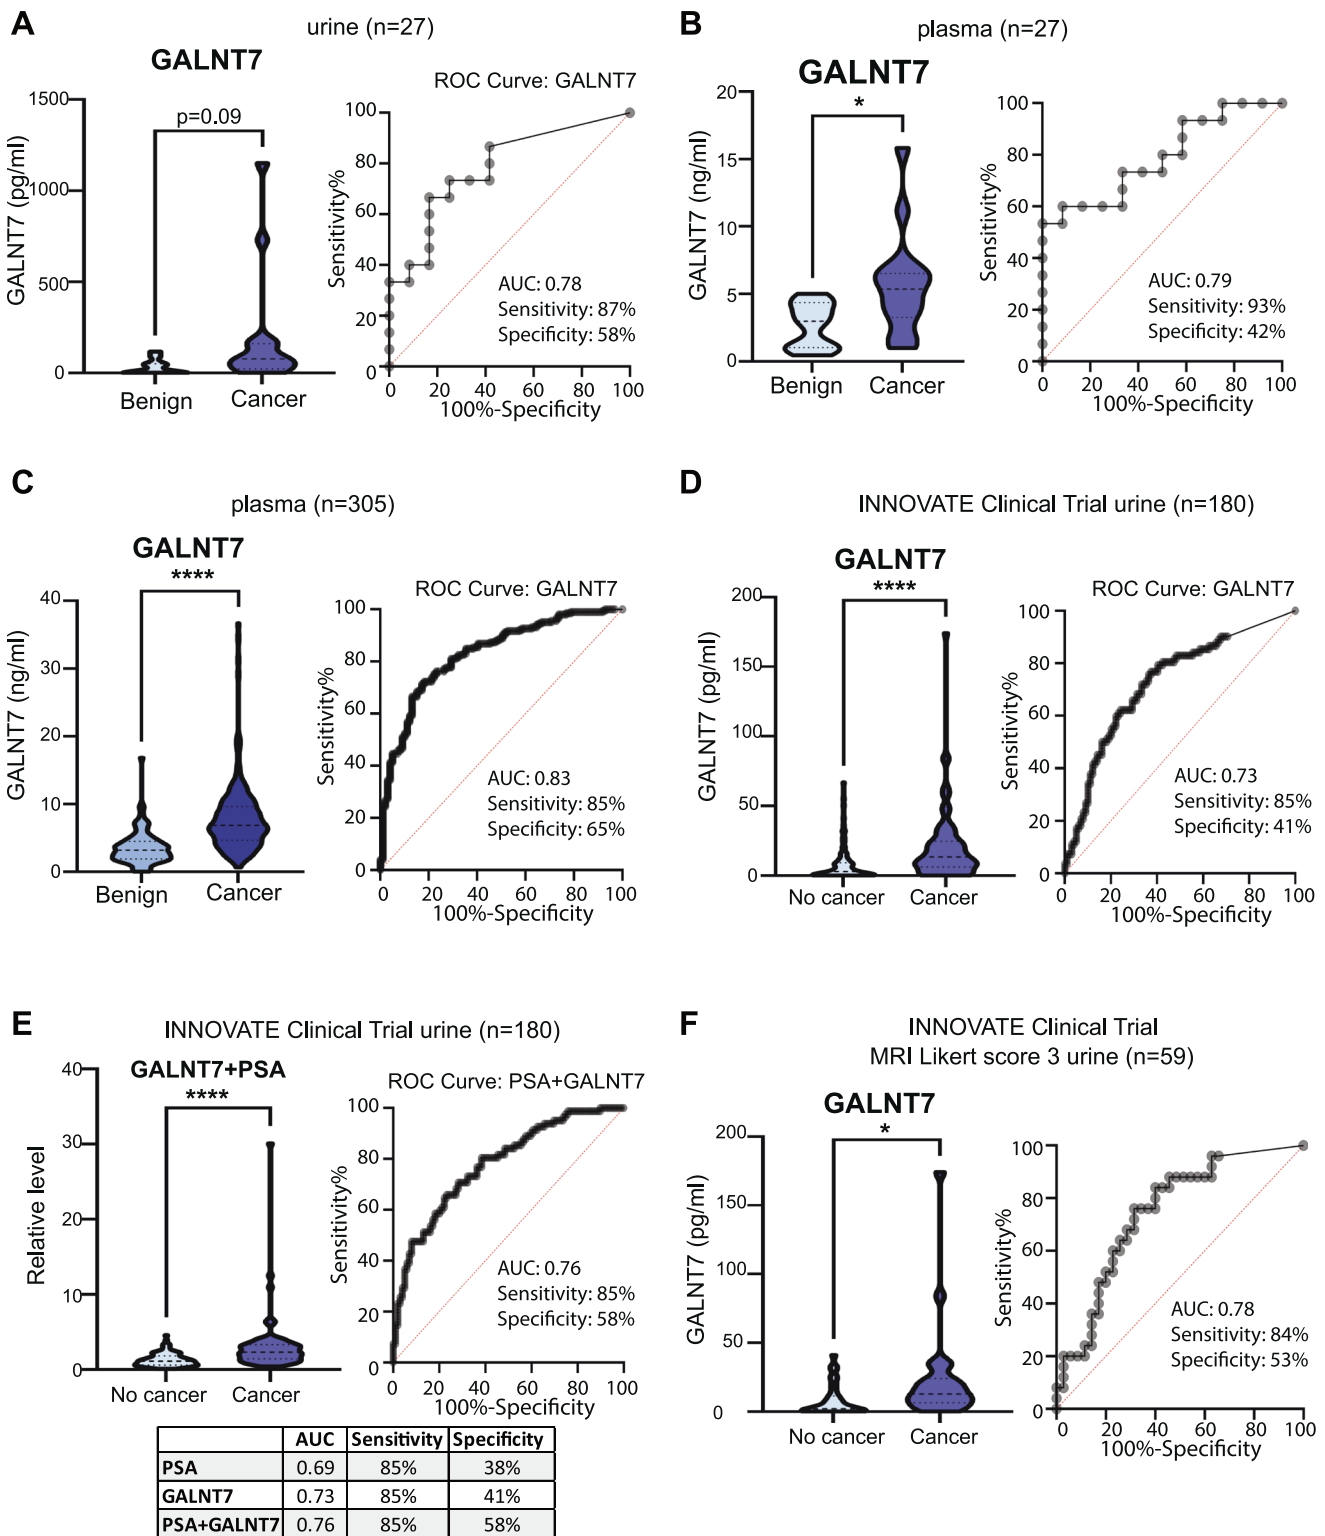 A
urine (n=27)
GALNT7
ROC Curve: GALNT7
GALNT7 (pg/ml)
1500
1000
500
0
p=0.09
Benign
Cancer
Sensitivity%
100
80
60
40
20
0
AUC: 0.78
Sensitivity: 87%
Specificity: 58%
0 20 40 60 80 100
100%-Specificity
B
plasma (n=27)
GALNT7
GALNT7 (ng/ml)
20
15
10
5
0
*
Benign
Cancer
Sensitivity%
100
80
60
40
20
0
AUC: 0.79
Sensitivity: 93%
Specificity: 42%
0 20 40 60 80 100
100%-Specificity
C
plasma (n=305)
GALNT7
ROC Curve: GALNT7
GALNT7 (ng/ml)
40
30
20
10
0
****
Benign
Cancer
Sensitivity%
100
80
60
40
20
0
AUC: 0.83
Sensitivity: 85%
Specificity: 65%
0 20 40 60 80 100
100%-Specificity
D
INNOVATE Clinical Trial urine (n=180)
GALNT7
ROC Curve: GALNT7
GALNT7 (pg/ml)
200
150
100
50
0
****
No cancer
Cancer
Sensitivity%
100
80
60
40
20
0
AUC: 0.73
Sensitivity: 85%
Specificity: 41%
0 20 40 60 80 100
100%-Specificity
E
INNOVATE Clinical Trial urine (n=180)
GALNT7+PSA
ROC Curve: PSA+GALNT7
Relative level
40
30
20
10
0
****
No cancer
Cancer
Sensitivity%
100
80
60
40
20
0
AUC: 0.76
Sensitivity: 85%
Specificity: 58%
0 20 40 60 80 100
100%-Specificity
AUC Sensitivity Specificity
PSA 0.69 85% 38%
GALNT7 0.73 85% 41%
PSA+GALNT7 0.76 85% 58%
F
INNOVATE Clinical Trial
MRI Likert score 3 urine (n=59)
GALNT7
GALNT7 (pg/ml)
200
150
100
50
0
*
No cancer
Cancer
Sensitivity%
100
80
60
40
20
0
AUC: 0.78
Sensitivity: 84%
Specificity: 53%
0 20 40 60 80 100
100%-Specificity